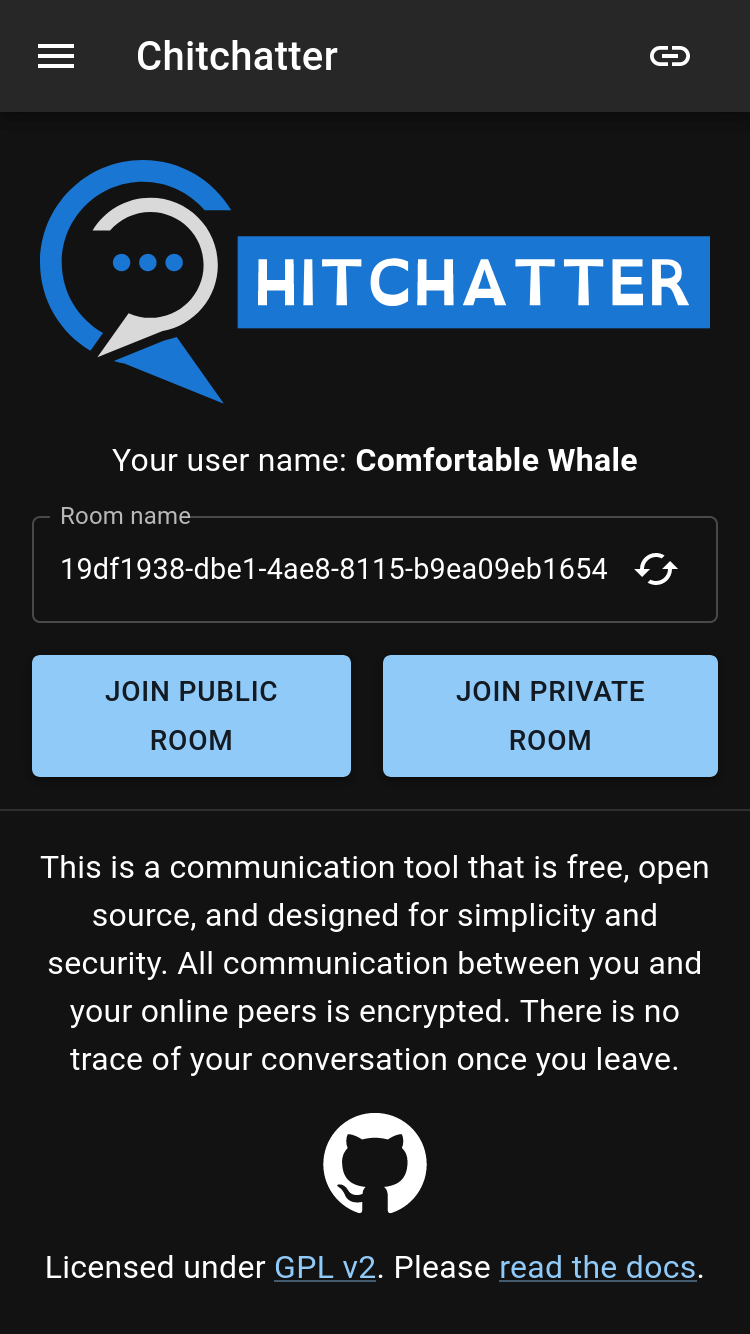 Chitchatter
HITCHATTER
Your user name: Comfortable Whale
Room name
19df1938-dbe1-4ae8-8115-b9ea09eb1654
JOIN PUBLIC
ROOM
JOIN PRIVATE
ROOM
This is a communication tool that is free, open
source, and designed for simplicity and
security. All communication between you and
your online peers is encrypted. There is no
trace of your conversation once you leave.
Licensed under GPL v2. Please read the docs.